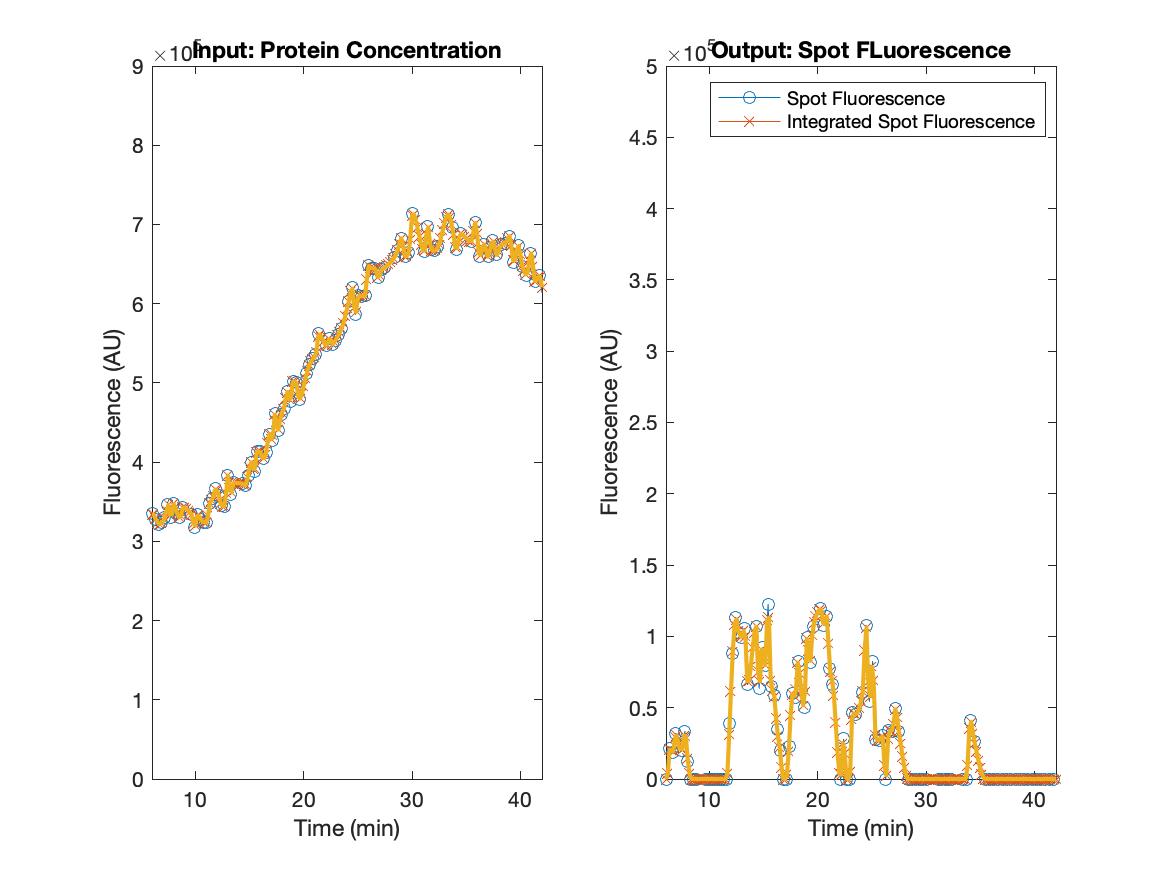 ×10⁵
Input: Protein Concentration
9
8
7
6
5
4
3
2
1
0
Fluorescence (AU)
10 20 30 40
Time (min)
×10⁵
Output: Spot FLuorescence
Spot Fluorescence
Integrated Spot Fluorescence
5
4.5
4
3.5
3
2.5
2
1.5
1
0.5
0
Fluorescence (AU)
10 20 30 40
Time (min)